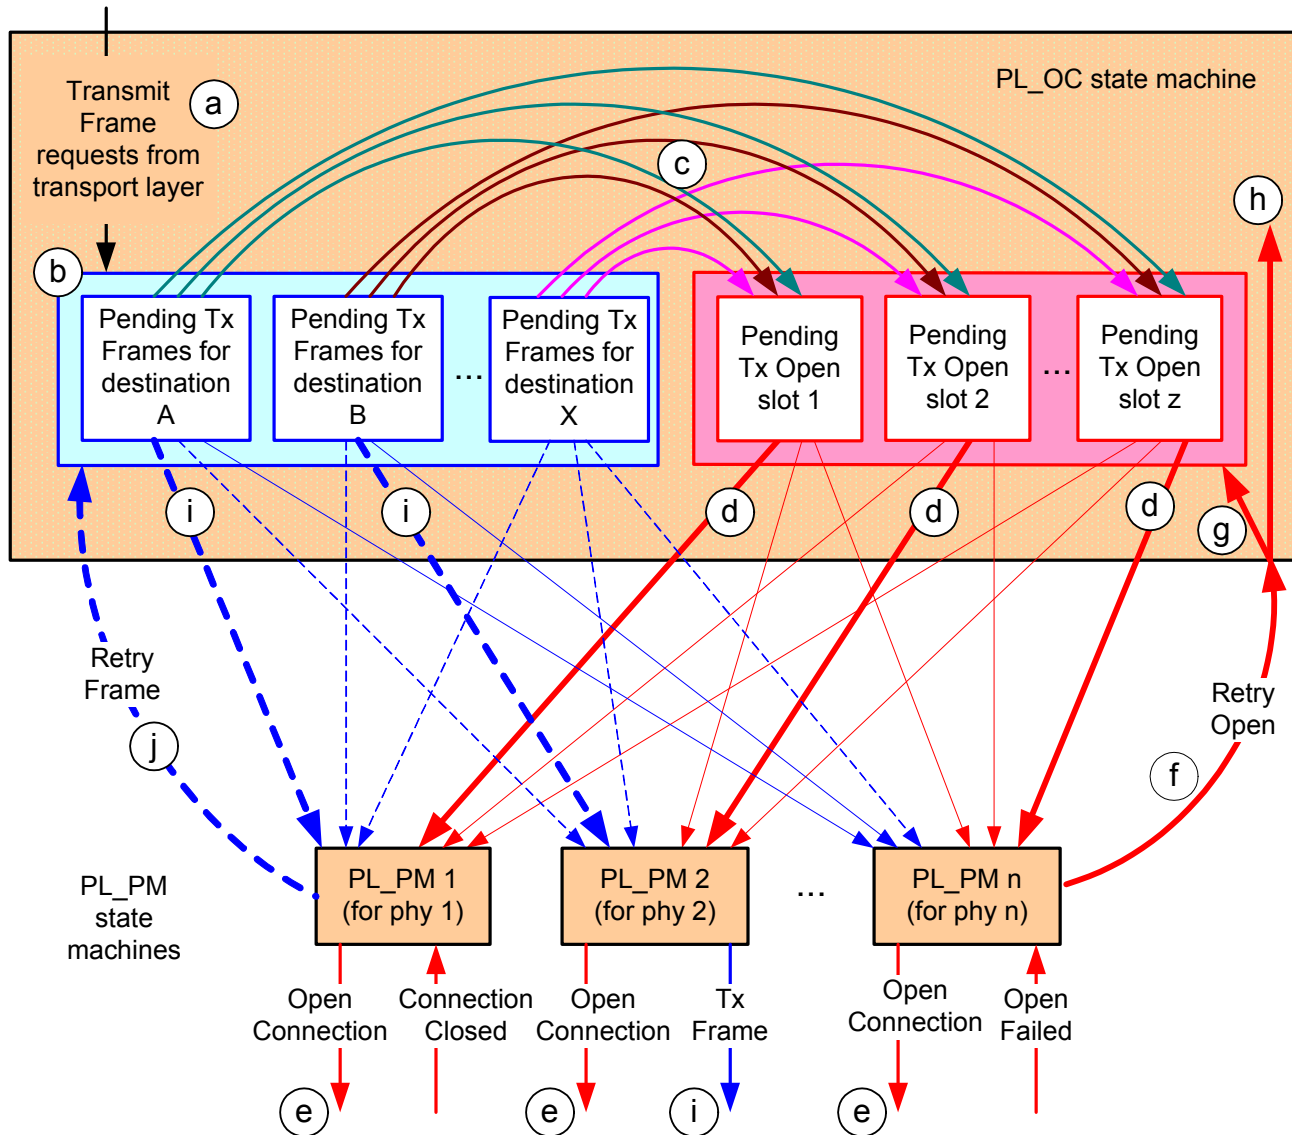 Transmit
Frame
requests from
transport layer
a
PL_OC state machine
c
h
b
Pending Tx
Frames for
destination
A
Pending Tx
Frames for
destination
B
...
Pending Tx
Frames for
destination
X
Pending
Tx Open
slot 1
Pending
Tx Open
slot 2
...
Pending
Tx Open
slot z
i
i
d
d
d
g
Retry
Frame
j
Retry
Open
f
PL_PM
state
machines
PL_PM 1
(for phy 1)
PL_PM 2
(for phy 2)
...
PL_PM n
(for phy n)
Open
Connection
Connection
Closed
Open
Connection
Tx
Frame
Open
Connection
Open
Failed
e
e
i
e